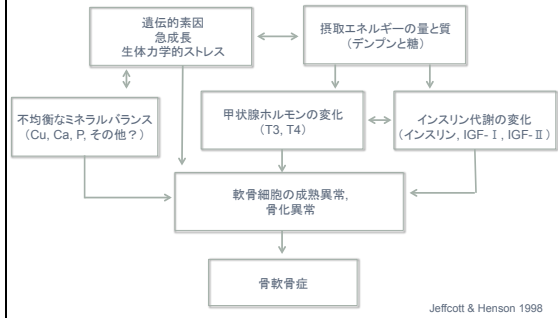 遺伝的素因
急成長
生体力学的ストレス
摂取エネルギーの量と質
(デンプンと糖)
不均衡なミネラルバランス
(Cu, Ca, P, その他?)
甲状腺ホルモンの変化
(T3, T4)
インスリン代謝の変化
(インスリン, IGF-Ⅰ, IGF-Ⅱ)
軟骨細胞の成熟異常,
骨化異常
骨軟骨症
Jeffcott & Henson 1998